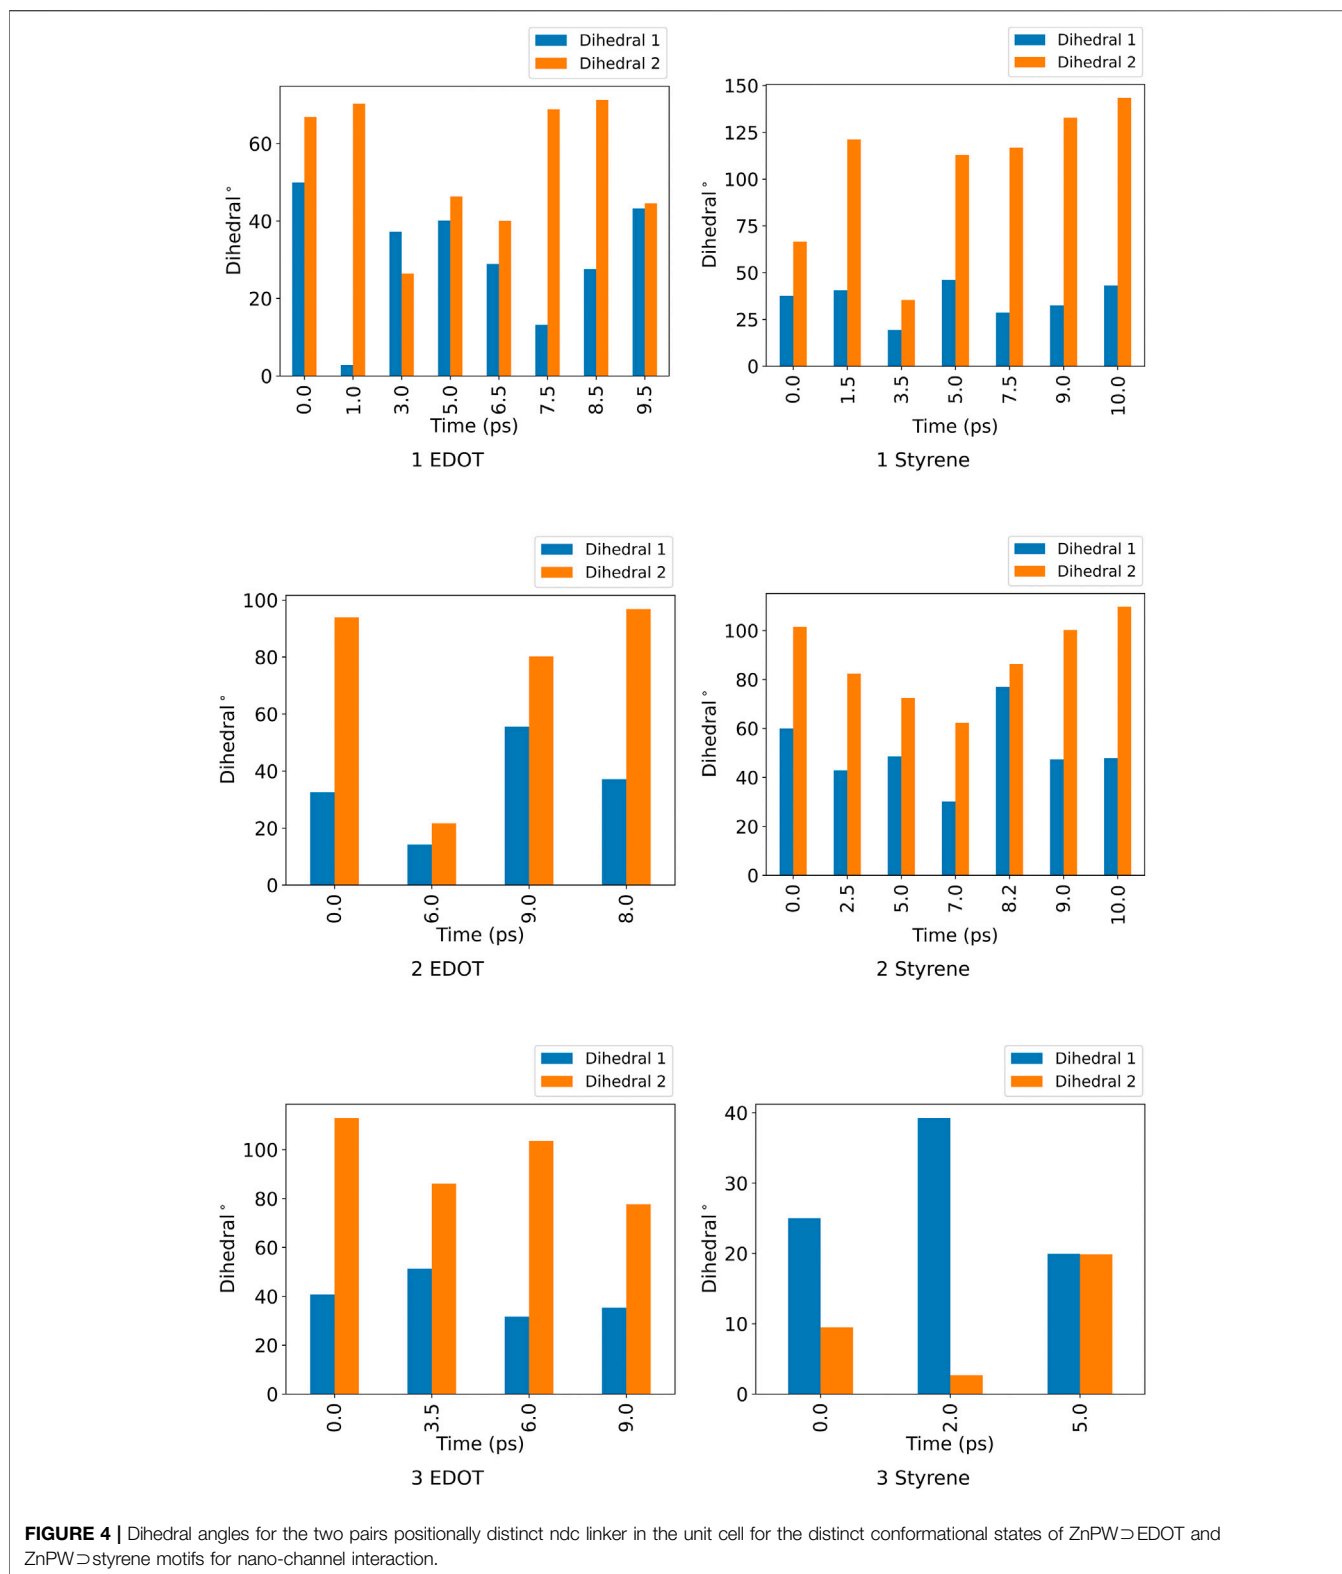 Dihedral 1
Dihedral 2
60
40
20
0
Dihedral°
0.0 1.0 3.0 5.0 6.5 7.5 8.5 9.5
Time (ps)
1 EDOT
Dihedral 1
Dihedral 2
150
125
100
75
50
25
0
Dihedral°
0.0 1.5 3.5 5.0 7.5 9.0 10.0
Time (ps)
1 Styrene
Dihedral 1
Dihedral 2
100
80
60
40
20
0
Dihedral°
0.0 6.0 9.0 8.0
Time (ps)
2 EDOT
Dihedral 1
Dihedral 2
100
80
60
40
20
0
Dihedral°
0.0 2.5 5.0 7.0 8.2 9.0 10.0
Time (ps)
2 Styrene
Dihedral 1
Dihedral 2
100
80
60
40
20
0
Dihedral°
0.0 3.5 6.0 9.0
Time (ps)
3 EDOT
Dihedral 1
Dihedral 2
40
30
20
10
0
Dihedral°
0.0 2.0 5.0
Time (ps)
3 Styrene
FIGURE 4 | Dihedral angles for the two pairs positionally distinct ndc linker in the unit cell for the distinct conformational states of ZnPW⊃EDOT and
ZnPW⊃styrene motifs for nano-channel interaction.